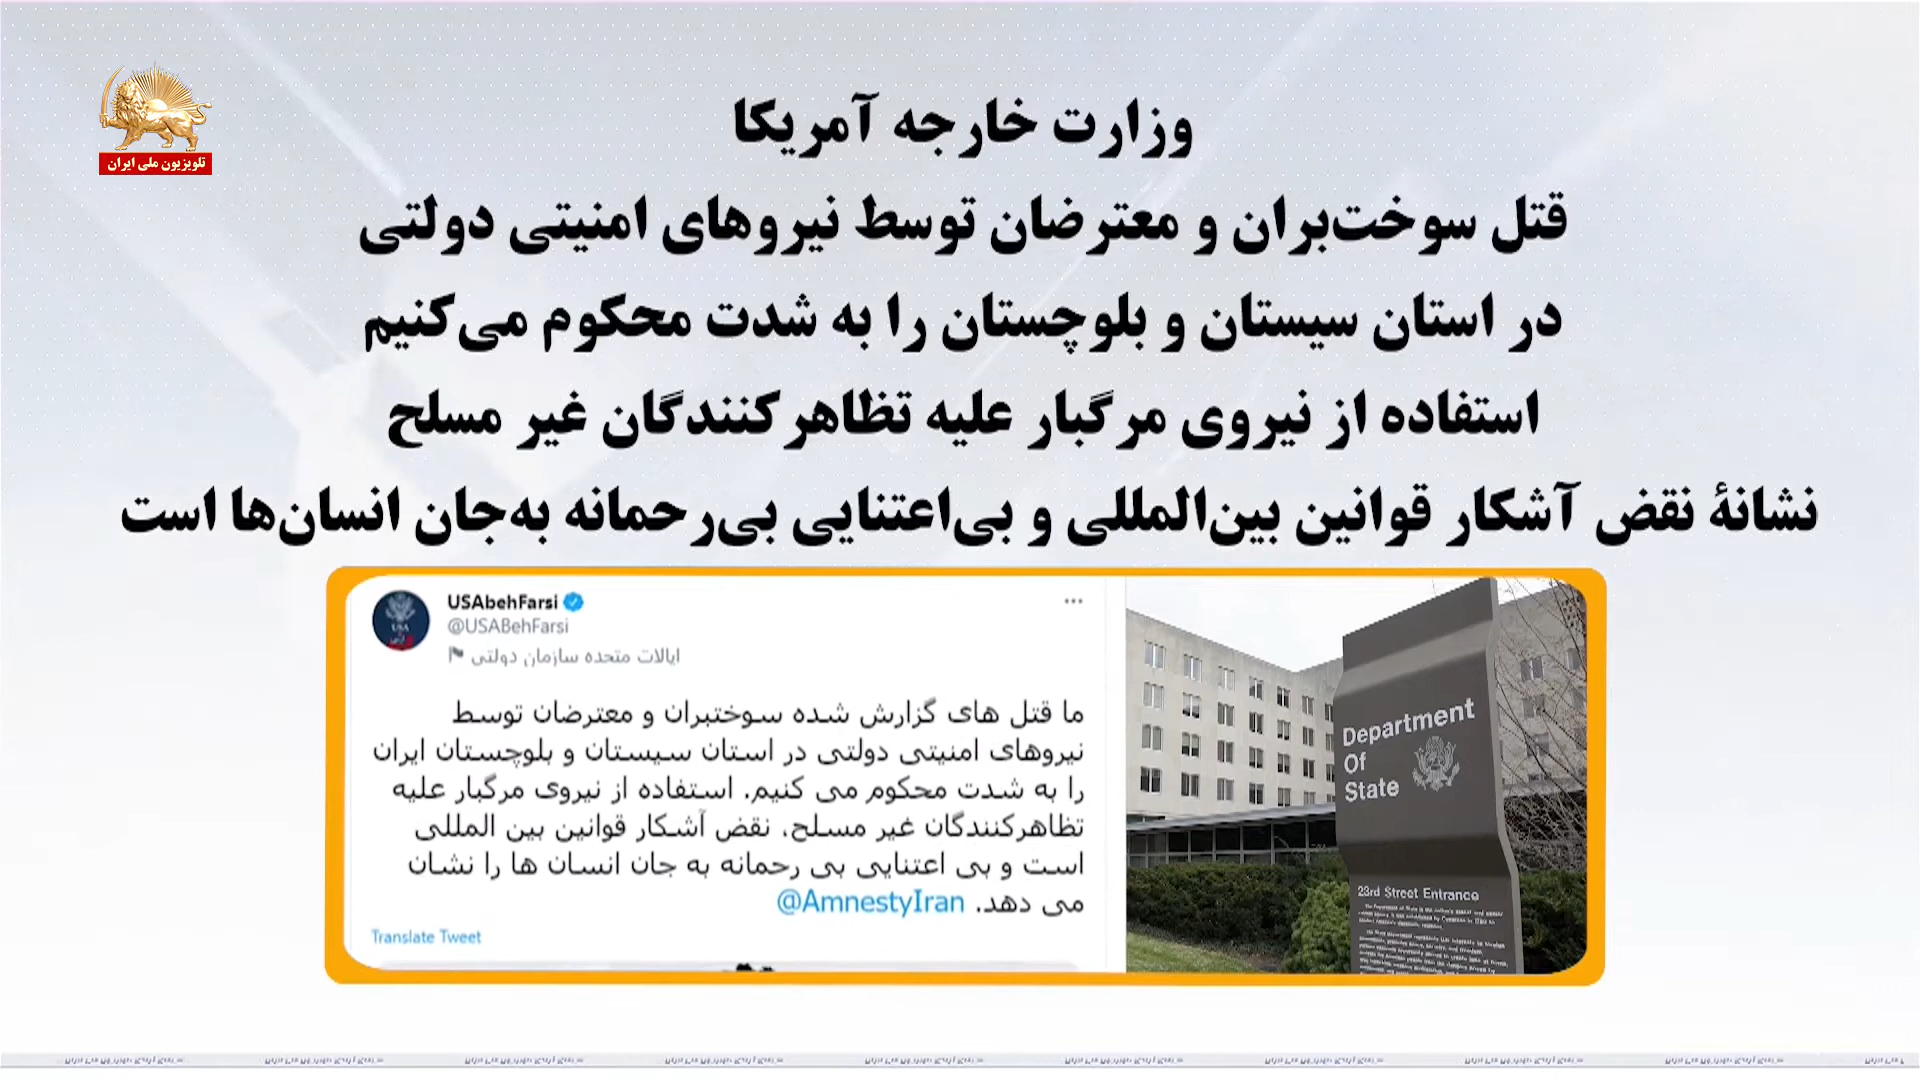 تلویزیون ملی ایران
وزارت خارجه آمریکا
قتل سوخت‌بران و معترضان توسط نیروهای امنیتی دولتی
در استان سیستان و بلوچستان را به شدت محکوم می‌کنیم
استفاده از نیروی مرگبار علیه تظاهرکنندگان غیر مسلح
نشانهٔ نقض آشکار قوانین بین‌المللی و بی‌اعتنایی بی‌رحمانه به‌جان انسان‌ها است
USAbehFarsi
@USABehFarsi
ایالات متحده سازمان دولتی
ما قتل های گزارش شده سوختبران و معترضان توسط
نیروهای امنیتی دولتی در استان سیستان و بلوچستان ایران
را به شدت محکوم می کنیم. استفاده از نیروی مرگبار علیه
تظاهرکنندگان غیر مسلح، نقض آشکار قوانین بین المللی
است و بی اعتنایی بی رحمانه به جان انسان ها را نشان
می دهد. @AmnestyIran
Translate Tweet
Department
Of
State
23rd Street Entrance